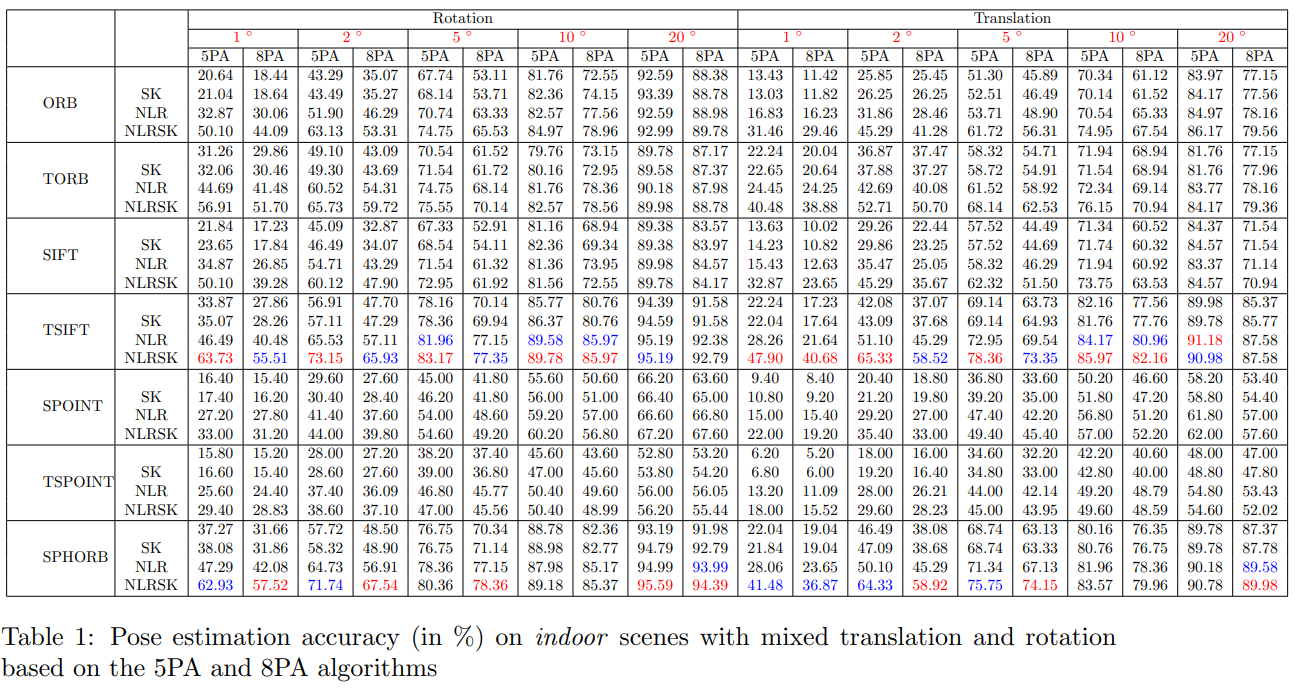 Rotation Translation
1 ° 2 ° 5 ° 10 ° 20 ° 1 ° 2 ° 5 ° 10 ° 20 °
5PA 8PA 5PA 8PA 5PA 8PA 5PA 8PA 5PA 8PA 5PA 8PA 5PA 8PA 5PA 8PA 5PA 8PA 5PA 8PA
ORB
20.64 18.44 43.29 35.07 67.74 53.11 81.76 72.55 92.59 88.38 13.43 11.42 25.85 25.45 51.30 45.89 70.34 61.12 83.97 77.15
SK 21.04 18.64 43.49 35.27 68.14 53.71 82.36 74.15 93.39 88.78 13.03 11.82 26.25 26.25 52.51 46.49 70.14 61.52 84.17 77.56
NLR 32.87 30.06 51.90 46.29 70.74 63.33 82.57 77.56 92.59 88.98 16.83 16.23 31.86 28.46 53.71 48.90 70.54 65.33 84.97 78.16
NLRSK 50.10 44.09 63.13 53.31 74.75 65.53 84.97 78.96 92.99 89.78 31.46 29.46 45.29 41.28 61.72 56.31 74.95 67.54 86.17 79.56
TORB
31.26 29.86 49.10 43.09 70.54 61.52 79.76 73.15 89.78 87.17 22.24 20.04 36.87 37.47 58.32 54.71 71.94 68.94 81.76 77.15
SK 32.06 30.46 49.30 43.69 71.54 61.72 80.16 72.95 89.58 87.37 22.65 20.64 37.88 37.27 58.72 54.91 71.54 68.94 81.76 77.96
NLR 44.69 41.48 60.52 54.31 74.75 68.14 81.76 78.36 90.18 87.98 24.45 24.25 42.69 40.08 61.52 58.92 72.34 69.14 83.77 78.16
NLRSK 56.91 51.70 65.73 59.72 75.55 70.14 82.57 78.56 89.98 88.78 40.48 38.88 52.71 50.70 68.14 62.53 76.15 70.94 84.17 79.36
SIFT
21.84 17.23 45.09 32.87 67.33 52.91 81.16 68.94 89.38 83.57 13.63 10.02 29.26 22.44 57.52 44.49 71.34 60.52 84.37 71.54
SK 23.65 17.84 46.49 34.07 68.54 54.11 82.36 69.34 89.38 83.97 14.23 10.82 29.86 23.25 57.52 44.69 71.74 60.32 84.57 71.54
NLR 34.87 26.85 54.71 43.29 71.54 61.32 81.36 73.95 89.98 84.57 15.43 12.63 35.47 25.05 58.32 46.29 71.94 60.92 83.37 71.14
NLRSK 50.10 39.28 60.12 47.90 72.95 61.92 81.56 72.55 89.78 84.17 32.87 23.65 45.29 35.67 62.32 51.50 73.75 63.53 84.57 70.94
TSIFT
33.87 27.86 56.91 47.70 78.16 70.14 85.77 80.76 94.39 91.58 22.24 17.23 42.08 37.07 69.14 63.73 82.16 77.56 89.98 85.37
SK 35.07 28.26 57.11 47.29 78.36 69.94 86.37 80.76 94.59 91.58 22.04 17.64 43.09 37.68 69.14 64.93 81.76 77.76 89.78 85.77
NLR 46.49 40.48 65.53 57.11 81.96 77.15 89.58 85.97 95.19 92.38 28.26 21.64 51.10 45.29 72.95 69.54 84.17 80.96 91.18 87.58
NLRSK 63.73 55.51 73.15 65.93 83.17 77.35 89.78 85.97 95.19 92.79 47.90 40.68 65.33 58.52 78.36 73.35 85.97 82.16 90.98 87.58
SPOINT
16.40 15.40 29.60 27.60 45.00 41.80 55.60 50.60 66.20 63.60 9.40 8.40 20.40 18.80 36.80 33.60 50.20 46.60 58.20 53.40
SK 17.40 16.20 30.40 28.40 46.20 41.80 56.00 51.00 66.40 65.00 10.80 9.20 21.20 19.80 39.20 35.00 51.80 47.20 58.80 54.40
NLR 27.20 27.80 41.40 37.60 54.00 48.60 59.20 57.00 66.60 66.80 15.00 15.40 29.20 27.00 47.40 42.20 56.80 51.20 61.80 57.00
NLRSK 33.00 31.20 44.00 39.80 54.60 49.20 60.20 56.80 67.20 67.60 22.00 19.20 35.40 33.00 49.40 45.40 57.00 52.20 62.00 57.60
TSPOINT
15.80 15.20 28.00 27.20 38.20 37.40 45.60 43.60 52.80 53.20 6.20 5.20 18.00 16.00 34.60 32.20 42.20 40.60 48.00 47.00
SK 16.60 15.40 28.60 27.60 39.00 36.80 47.00 45.60 53.80 54.20 6.80 6.00 19.20 16.40 34.80 33.00 42.80 40.00 48.80 47.80
NLR 25.60 24.40 37.40 36.09 46.80 45.77 50.40 49.60 56.00 56.05 13.20 11.09 28.00 26.21 44.00 42.14 49.20 48.79 54.80 53.43
NLRSK 29.40 28.83 38.60 37.10 47.00 45.56 50.40 48.99 56.20 55.44 18.00 15.52 29.60 28.23 45.00 43.95 49.60 48.59 54.60 52.02
SPHORB
37.27 31.66 57.72 48.50 76.75 70.34 88.78 82.36 93.19 91.98 22.04 19.04 46.49 38.08 68.74 63.13 80.16 76.35 89.78 87.37
SK 38.08 31.86 58.32 48.90 76.75 71.14 88.98 82.77 94.79 92.79 21.84 19.04 47.09 38.68 68.74 63.33 80.76 76.75 89.78 87.78
NLR 47.29 42.08 64.73 56.91 78.36 77.15 87.98 85.17 94.99 93.99 28.06 23.65 50.10 45.29 71.34 67.13 81.96 78.36 90.18 89.58
NLRSK 62.93 57.52 71.74 67.54 80.36 78.36 89.18 85.37 95.59 94.39 41.48 36.87 64.33 58.92 75.75 74.15 83.57 79.96 90.78 89.98
Table 1: Pose estimation accuracy (in %) on indoor scenes with mixed translation and rotation
based on the 5PA and 8PA algorithms